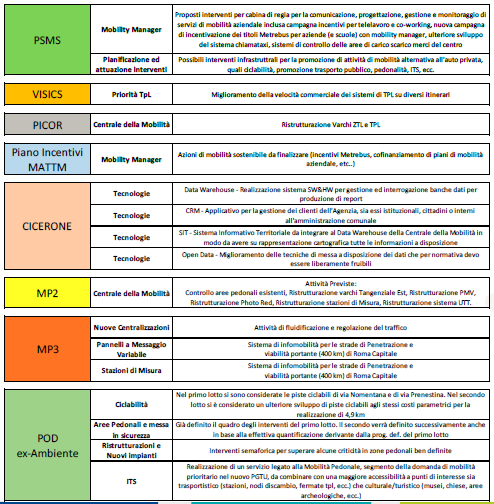 PSMS
Mobility Manager
Proposti interventi per cabina di regia per la comunicazione, progettazione, gestione e monitoraggio di
servizi di mobilità aziendale inclusa campagna incentivi per telelavoro e co-working, nuova campagna
di incentivazione dei titoli Metrebus per aziende (e scuole) con mobility manager, ulteriore sviluppo
del sistema chiamataxi, sistemi di controllo delle aree di carico scarico merci del centro
Planificazione ed
attuazione interventi
Possibili interventi infrastrutturali per la promozione di attività di mobilità alternativa all'auto privata,
quali ciclabilità, promozione trasporto pubblico, pedonalità, ITS, ecc.
VISICS
Priorità TpL
Miglioramento della velocità commerciale dei sistemi di TPL su diversi itinerari
PICOR
Centrale della Mobilità
Ristrutturazione Varchi ZTL e TPL
Piano Incentivi
MATTM
Mobility Manager
Azioni di mobilità sostenibile da finalizzare (incentivi Metrebus, cofinanziamento di piani di mobilità
aziendale, etc..)
CICERONE
Tecnologie
Data Warehouse - Realizzazione sistema SW&HW per gestione ed interrogazione banche dati per
produzione di report
Tecnologie
CRM - Applicativo per la gestione dei clienti dell'Agenzia, sia essi istituzionali, cittadini o interni
all'amministrazione comunale
Tecnologie
SIT - Sistema informativo Territoriale da integrare al Data Warehouse della Centrale della Mobilità in
modo da avere su rappresentazione cartografica tutte le informazioni a disposizione
Tecnologie
Open Data - Miglioramento delle tecniche di messa a disposizione dei dati che per normativa devo
essere liberamente fruibili
MP2
Centrale della Mobilità
Attività Previste:
Controllo aree pedonali esistenti, Ristrutturazione varchi Tangenziale Est, Ristrutturazione PMV,
Ristrutturazione Photo Red, Ristrutturazione stazioni di Misura, Ristrutturazione sistema UTT.
MP3
Nuove Centralizzazioni
Attività di fluidificazione e regolazione del traffico
Pannelli a Messaggio
Variabile
Sistema di infomobilità per le strade di Penetrazione e
viabilità portante (400 km) di Roma Capitale
Stazioni di Misura
Sistema di infomobilità per le strade di Penetrazione e
viabilità portante (400 km) di Roma Capitale
POD
ex-Ambiente
Ciclabilità
Nel primo lotto si sono considerate le piste ciclabili di via Nomentana e di via Prenestina. Nel secondo
lotto si è considerato un ulteriore sviluppo di piste ciclabili agli stessi costi parametrici per la
realizzazione di 4,9 km
Aree Pedonali e messa
in sicurezza
Già definito il quadro degli interventi del primo lotto. Il secondo verrà definito successivamente anche
in base alla effettiva quantificazione derivante dalla prog. def. del primo lotto
Ristrutturazioni e
Nuovi impianti
Interventi semaforica per superare alcune criticità in zone pedonali ben definite
ITS
Realizzazione di un servizio legato alla Mobilità Pedonale, segmento della domanda di mobilità
prioritario nel nuovo PGTU, da combinare con una maggiore accessibilità a punti di interesse sia
trasportistico (stazioni, nodi discambio, fermate tpl, ecc.) che culturale/turistico (musei, chiese, aree
archeologiche, ecc.)